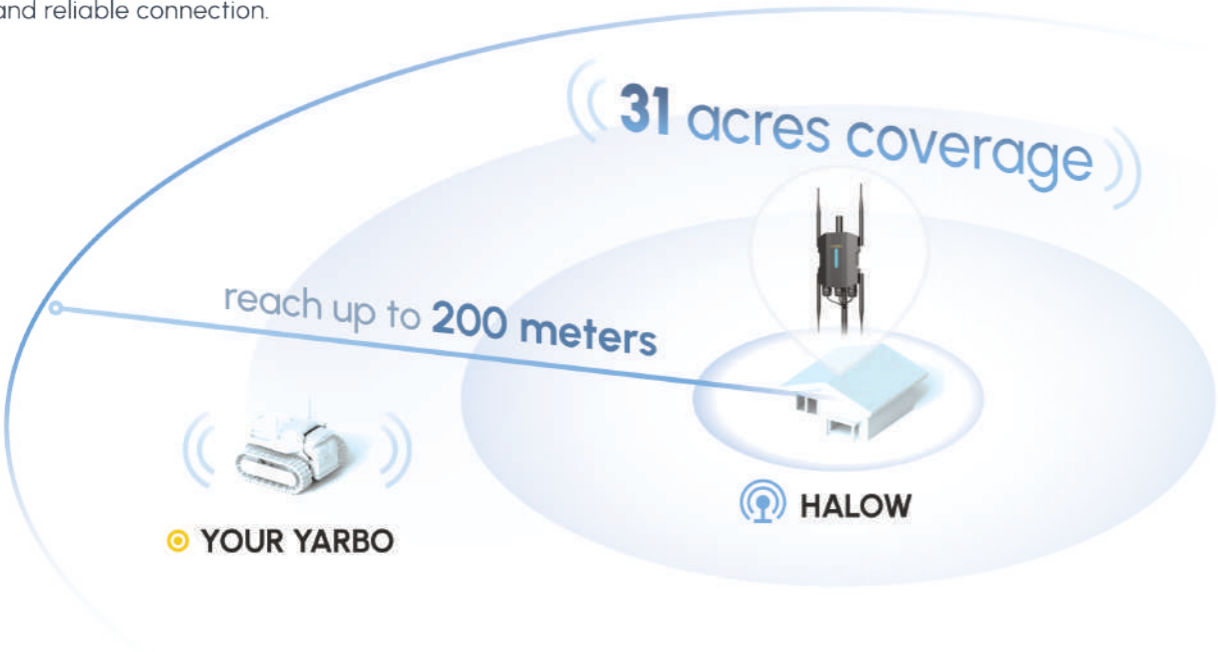 and reliable connection.
31 acres coverage
reach up to 200 meters
HALOW
YOUR YARBO